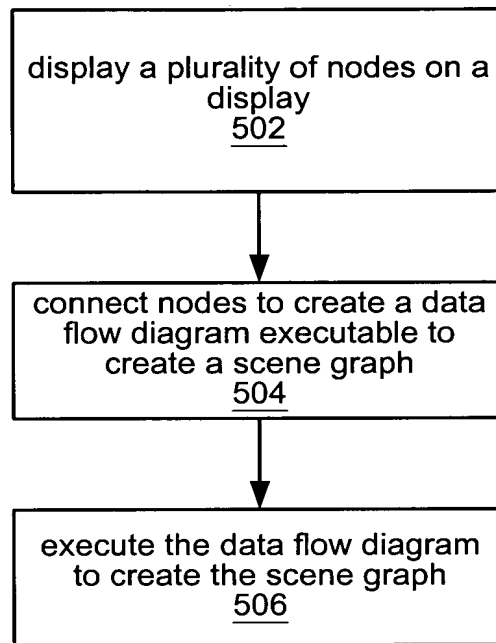 display a plurality of nodes on a
display
502
connect nodes to create a data
flow diagram executable to
create a scene graph
504
execute the data flow diagram
to create the scene graph
506